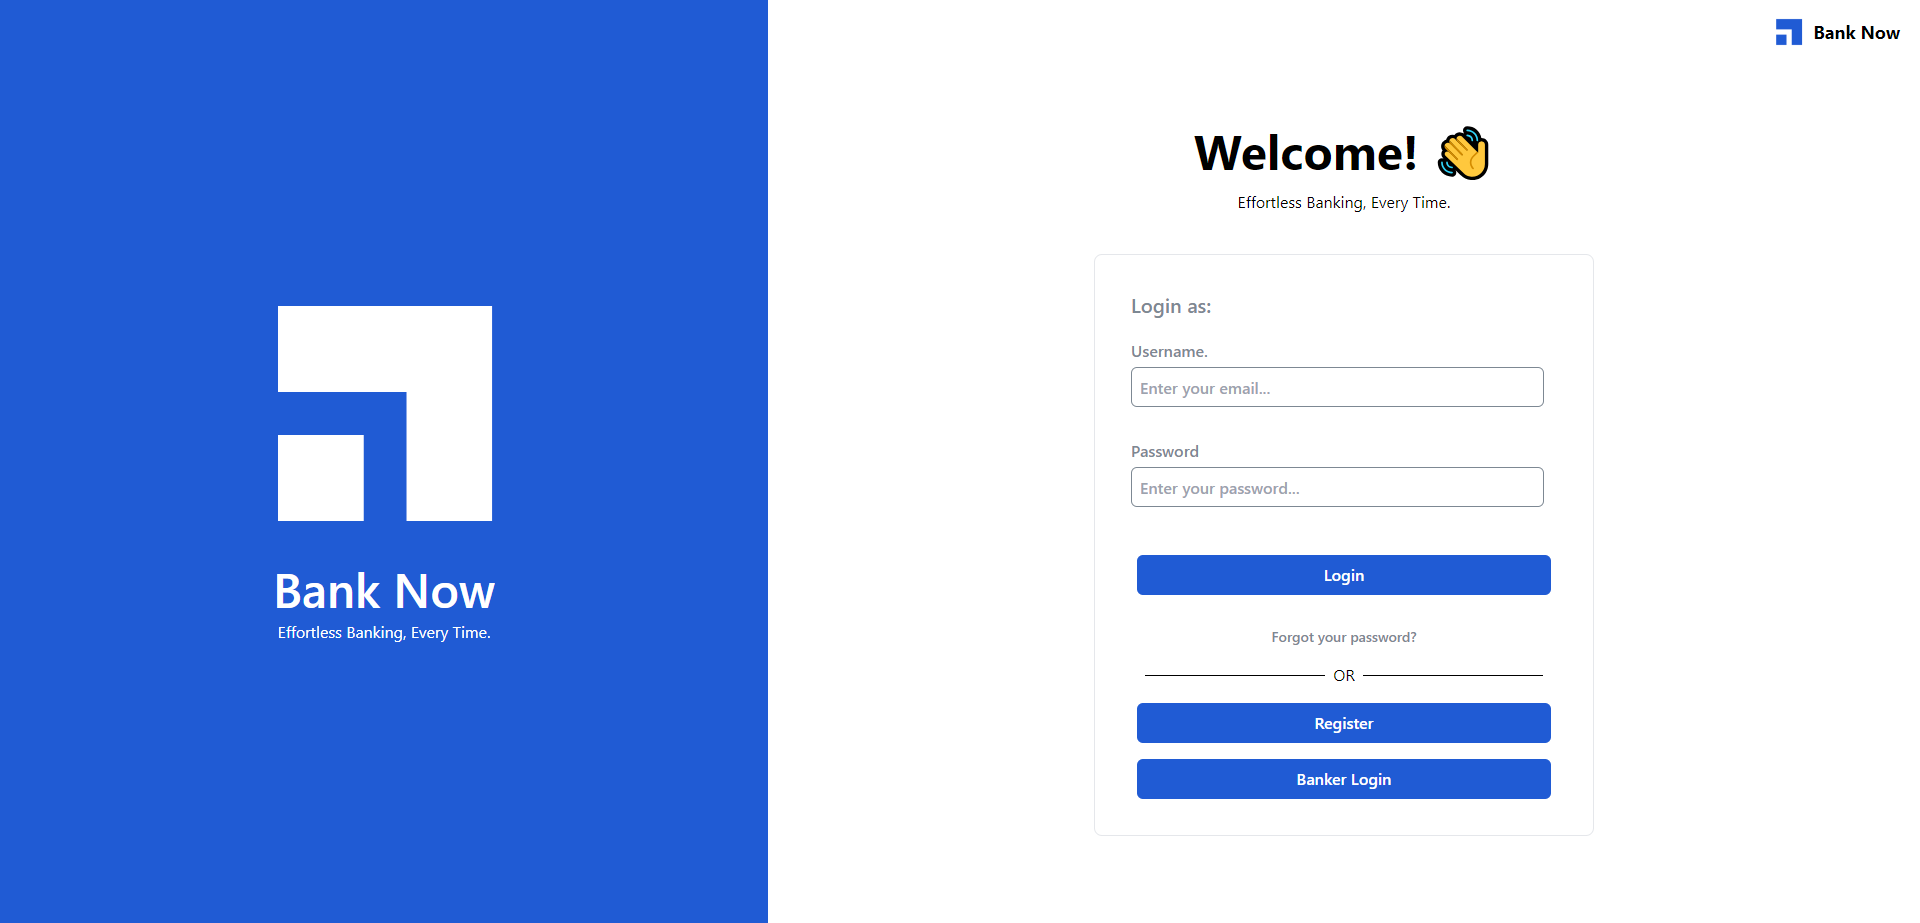 Bank Now
Effortless Banking, Every Time.
Bank Now
Welcome! 👋
Effortless Banking, Every Time.
Login as:
Username.
Enter your email...
Password
Enter your password...
Login
Forgot your password?
OR
Register
Banker Login